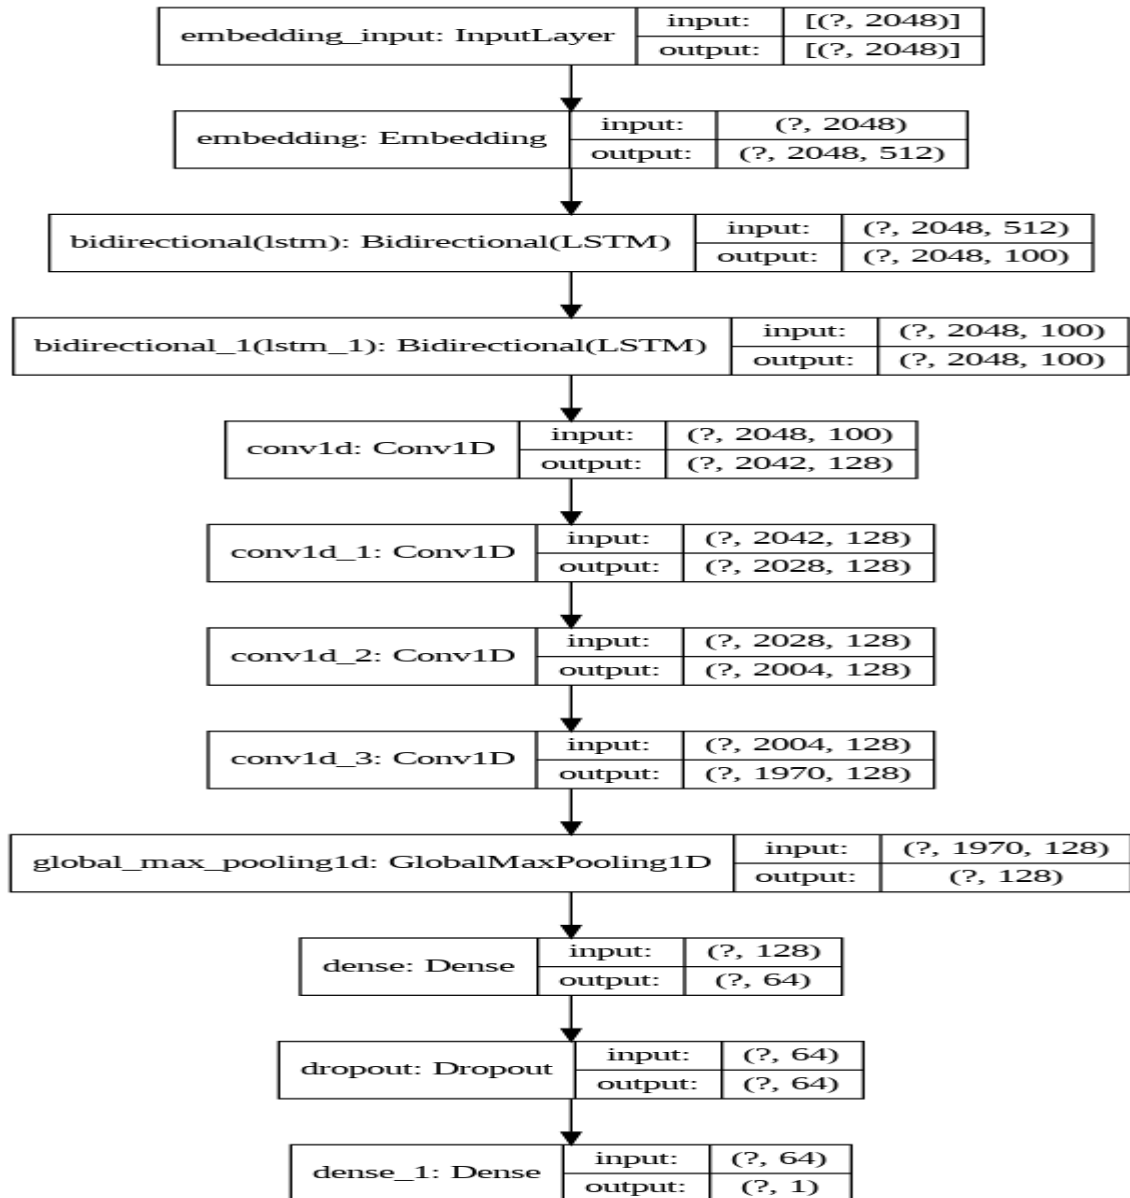 embedding_input: InputLayer
input: [(?, 2048)]
output: [(?, 2048)]
embedding: Embedding
input: (?, 2048)
output: (?, 2048, 512)
bidirectional(lstm): Bidirectional(LSTM)
input: (?, 2048, 512)
output: (?, 2048, 100)
bidirectional_1(lstm_1): Bidirectional(LSTM)
input: (?, 2048, 100)
output: (?, 2048, 100)
conv1d: Conv1D
input: (?, 2048, 100)
output: (?, 2042, 128)
conv1d_1: Conv1D
input: (?, 2042, 128)
output: (?, 2028, 128)
conv1d_2: Conv1D
input: (?, 2028, 128)
output: (?, 2004, 128)
conv1d_3: Conv1D
input: (?, 2004, 128)
output: (?, 1970, 128)
global_max_pooling1d: GlobalMaxPooling1D
input: (?, 1970, 128)
output: (?, 128)
dense: Dense
input: (?, 128)
output: (?, 64)
dropout: Dropout
input: (?, 64)
output: (?, 64)
dense_1: Dense
input: (?, 64)
output: (?, 1)